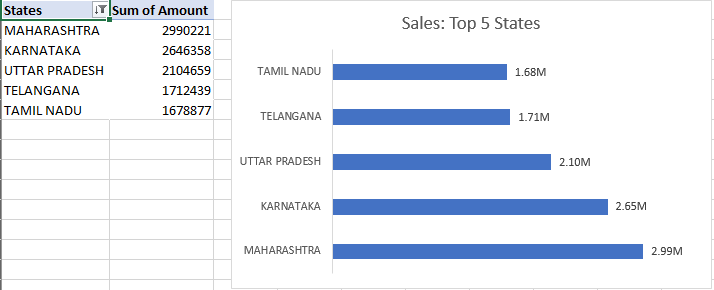 States Sum of Amount
MAHARASHTRA 2990221
KARNATAKA 2646358
UTTAR PRADESH 2104659
TELANGANA 1712439
TAMIL NADU 1678877
Sales: Top 5 States
TAMIL NADU 1.68M
TELANGANA 1.71M
UTTAR PRADESH 2.10M
KARNATAKA 2.65M
MAHARASHTRA 2.99M